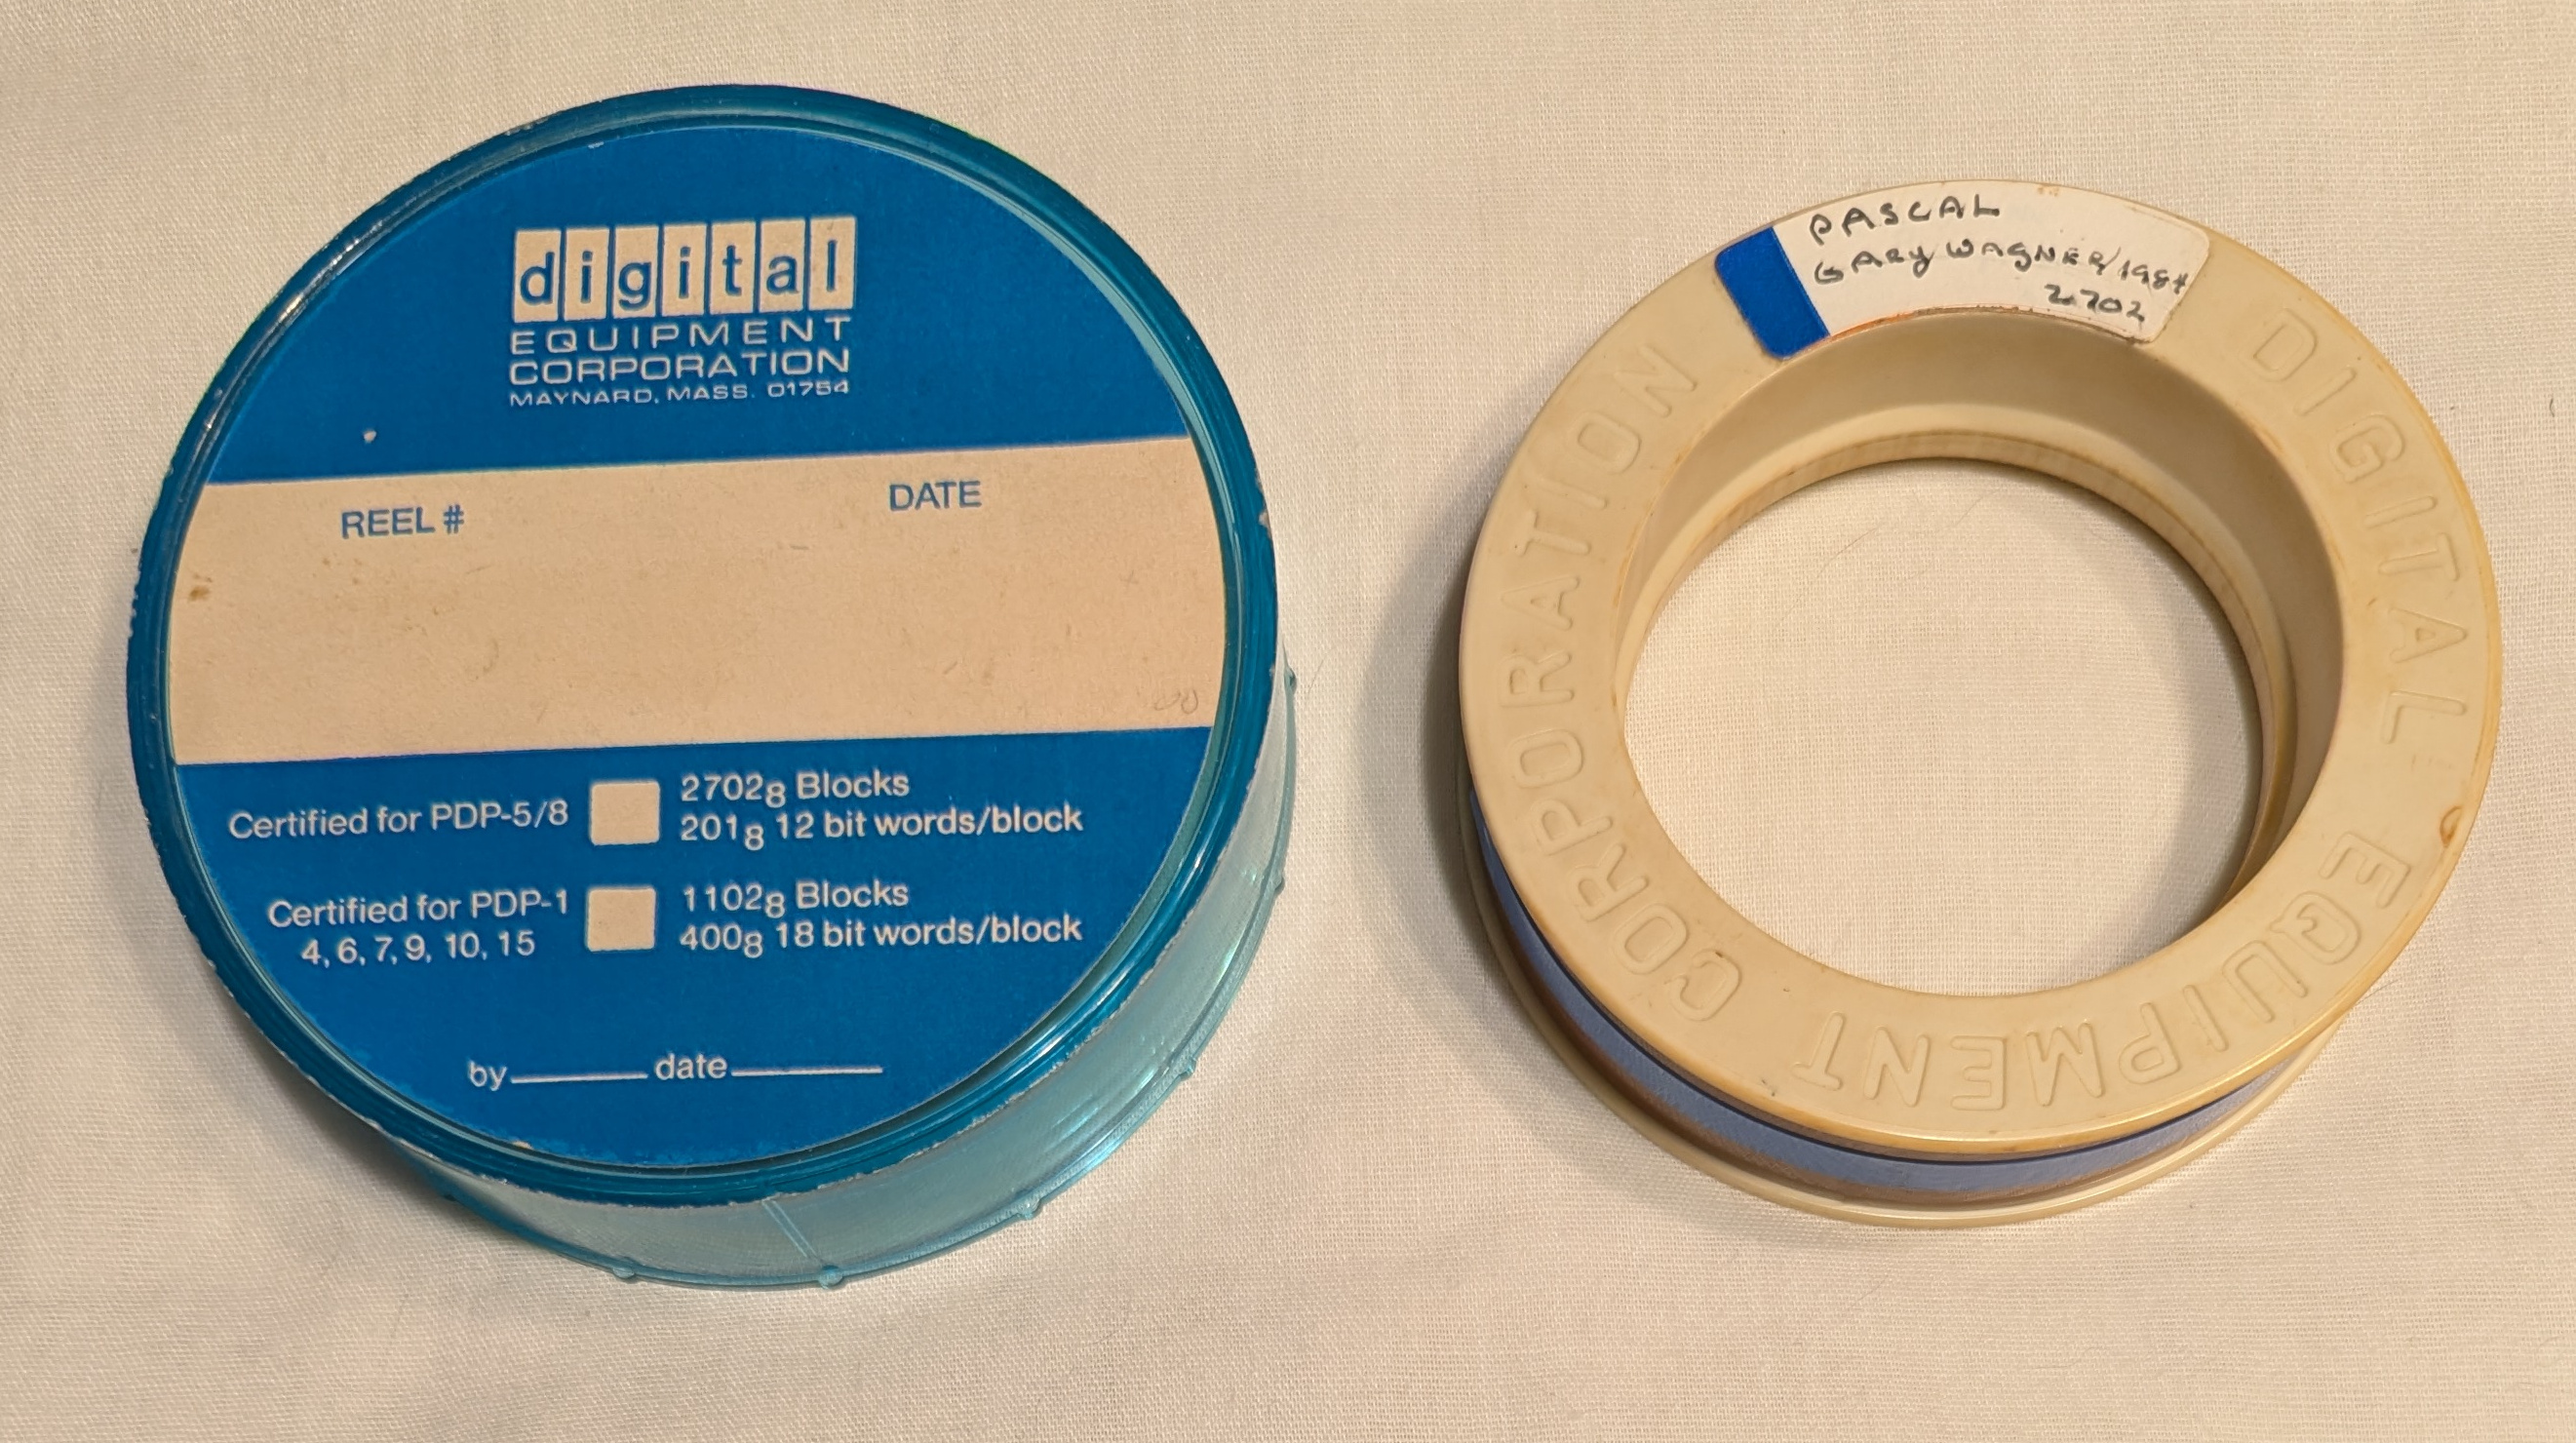 digital
EQUIPMENT
CORPORATION
MAYNARD, MASS. 01754
REEL #
DATE
Certified for PDP-5/8
2702₈ Blocks
201₈ 12 bit words/block
Certified for PDP-1
4, 6, 7, 9, 10, 15
1102₈ Blocks
400₈ 18 bit words/block
by______date________
PASCAL
GARY WAGNER/1984
2702
DIGITAL EQUIPMENT CORPORATION